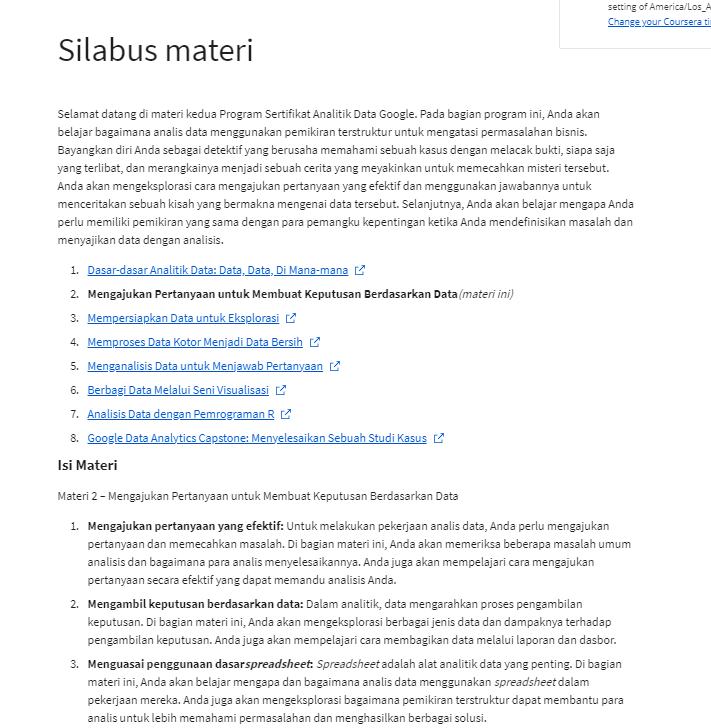 setting of America/Los_A
Change your Coursera ti
Silabus materi
Selamat datang di materi kedua Program Sertifikat Analitik Data Google. Pada bagian program ini, Anda akan
belajar bagaimana analis data menggunakan pemikiran terstruktur untuk mengatasi permasalahan bisnis.
Bayangkan diri Anda sebagai detektif yang berusaha memahami sebuah kasus dengan melacak bukti, siapa saja
yang terlibat, dan merangkainya menjadi sebuah cerita yang meyakinkan untuk memecahkan misteri tersebut.
Anda akan mengeksplorasi cara mengajukan pertanyaan yang efektif dan menggunakan jawabannya untuk
menceritakan sebuah kisah yang bermakna mengenai data tersebut. Selanjutnya, Anda akan belajar mengapa Anda
perlu memiliki pemikiran yang sama dengan para pemangku kepentingan ketika Anda mendefinisikan masalah dan
menyajikan data dengan analisis.
1. Dasar-dasar Analitik Data: Data, Data, Di Mana-mana
2. Mengajukan Pertanyaan untuk Membuat Keputusan Berdasarkan Data(materi ini)
3. Mempersiapkan Data untuk Eksplorasi
4. Memproses Data Kotor Menjadi Data Bersih
5. Menganalisis Data untuk Menjawab Pertanyaan
6. Berbagi Data Melalui Seni Visualisasi
7. Analisis Data dengan Pemrograman R
8. Google Data Analytics Capstone: Menyelesaikan Sebuah Studi Kasus
Isi Materi
Materi 2 – Mengajukan Pertanyaan untuk Membuat Keputusan Berdasarkan Data
1. Mengajukan pertanyaan yang efektif: Untuk melakukan pekerjaan analis data, Anda perlu mengajukan
pertanyaan dan memecahkan masalah. Di bagian materi ini, Anda akan memeriksa beberapa masalah umum
analisis dan bagaimana para analis menyelesaikannya. Anda juga akan mempelajari cara mengajukan
pertanyaan secara efektif yang dapat memandu analisis Anda.
2. Mengambil keputusan berdasarkan data: Dalam analitik, data mengarahkan proses pengambilan
keputusan. Di bagian materi ini, Anda akan mengeksplorasi berbagai jenis data dan dampaknya terhadap
pengambilan keputusan. Anda juga akan mempelajari cara membagikan data melalui laporan dan dasbor.
3. Menguasai penggunaan dasarspreadsheet: Spreadsheet adalah alat analitik data yang penting. Di bagian
materi ini, Anda akan belajar mengapa dan bagaimana analis data menggunakan spreadsheet dalam
pekerjaan mereka. Anda juga akan mengeksplorasi bagaimana pemikiran terstruktur dapat membantu para
analis untuk lebih memahami permasalahan dan menghasilkan berbagai solusi.